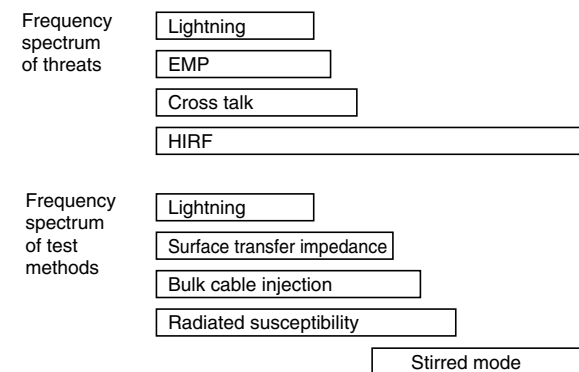 Frequency
spectrum
of threats
Lightning
EMP
Cross talk
HIRF
Frequency
spectrum
of test
methods
Lightning
Surface transfer impedance
Bulk cable injection
Radiated susceptibility
Stirred mode